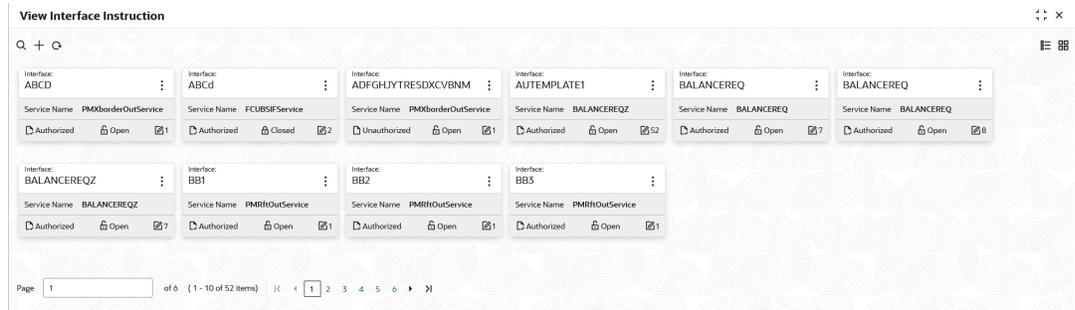 View Interface Instruction
Interface: Interface: Interface: Interface: Interface: Interface:
ABCD ABCd ADFGHJYTRESDXCVBNM AUTEMPLATE1 BALANCEREQ BALANCEREQ
Service Name PMXborderOutService Service Name FCUBSIFService Service Name PMXborderOutService Service Name BALANCEREQZ Service Name BALANCEREQ Service Name BALANCEREQ
Authorized Open 1 Authorized Closed 2 Unauthorized Open 1 Authorized Open 52 Authorized Open 7 Authorized Open 8
Interface: Interface: Interface: Interface:
BALANCEREQZ BB1 BB2 BB3
Service Name BALANCEREQZ Service Name PMRftOutService Service Name PMRftOutService Service Name PMRftOutService
Authorized Open 7 Authorized Open 1 Authorized Open 1 Authorized Open 1
Page 1 of 6 (1 - 10 of 52 items) 1 2 3 4 5 6